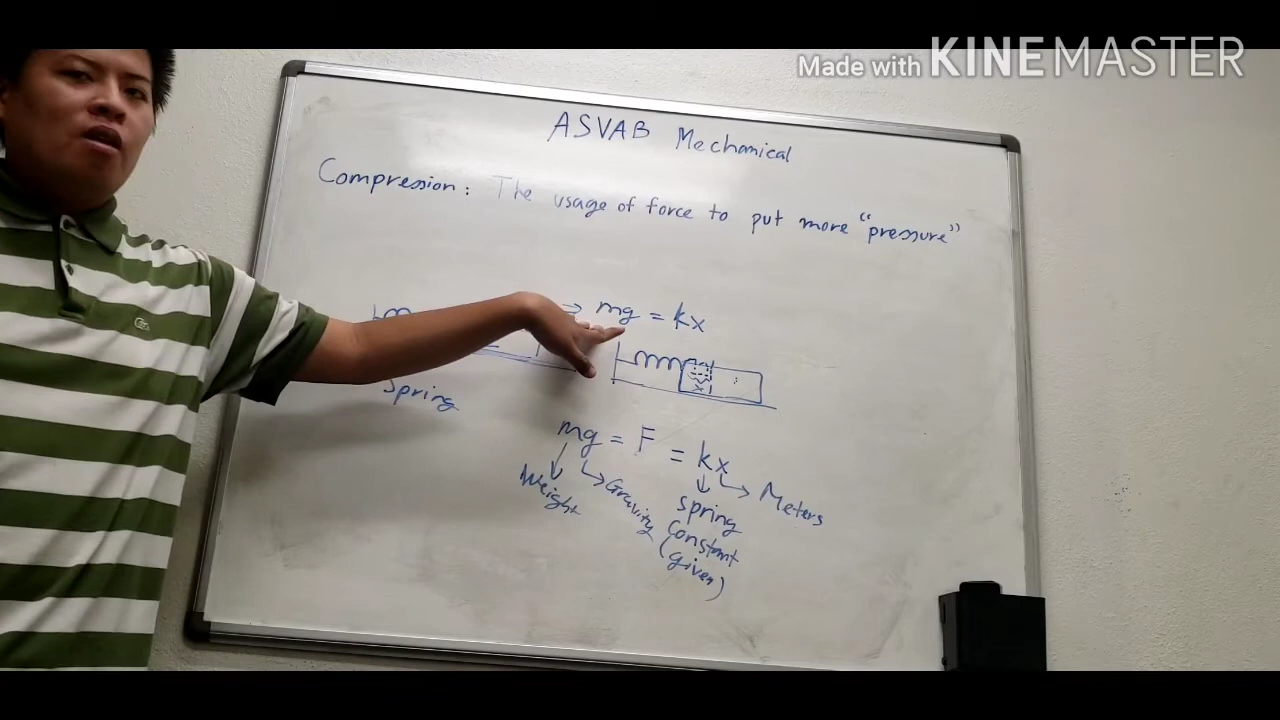 Made with KINEMASTER
ASVAB Mechanical
Compression: The usage of force to put more "pressure"
→ mg = kx
x
Spring
mg = F = kx
Weight
Gravity
Spring
Constant
(given)
Meters